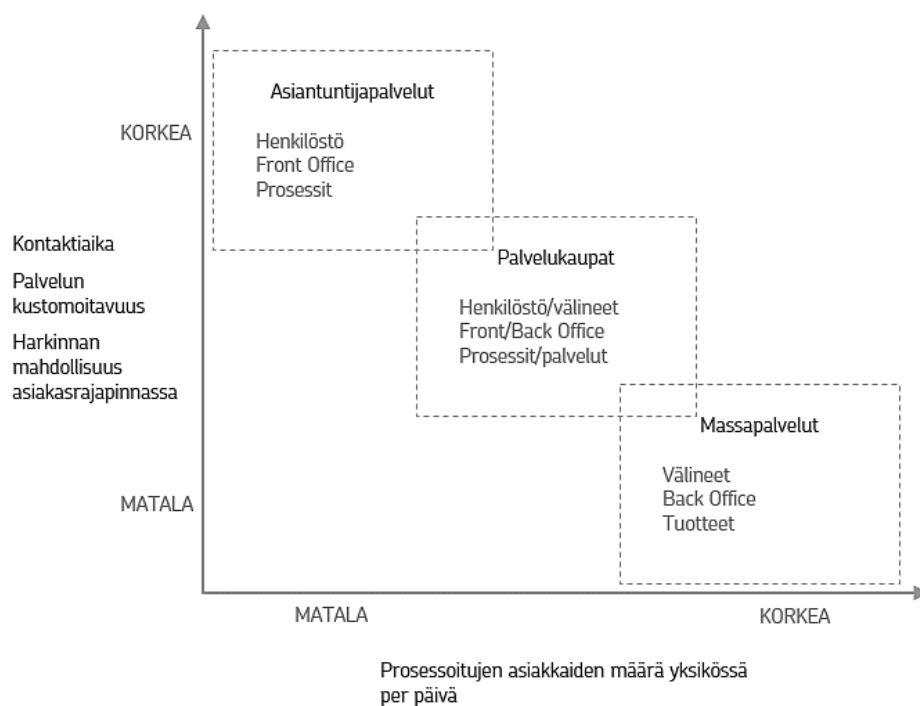 Asiantuntijapalvelut
KORKEA
Henkilöstö
Front Office
Prosessit
Kontaktiaika
Palvelun
kustomoitavuus
Harkinnan
mahdollisuus
asiakasrajapinnassa
Palvelukaupat
Henkilöstö/välineet
Front/Back Office
Prosessit/palvelut
Massapalvelut
Välineet
Back Office
Tuotteet
MATALA
MATALA
KORKEA
Prosessoitujen asiakkaiden määrä yksikössä
per päivä